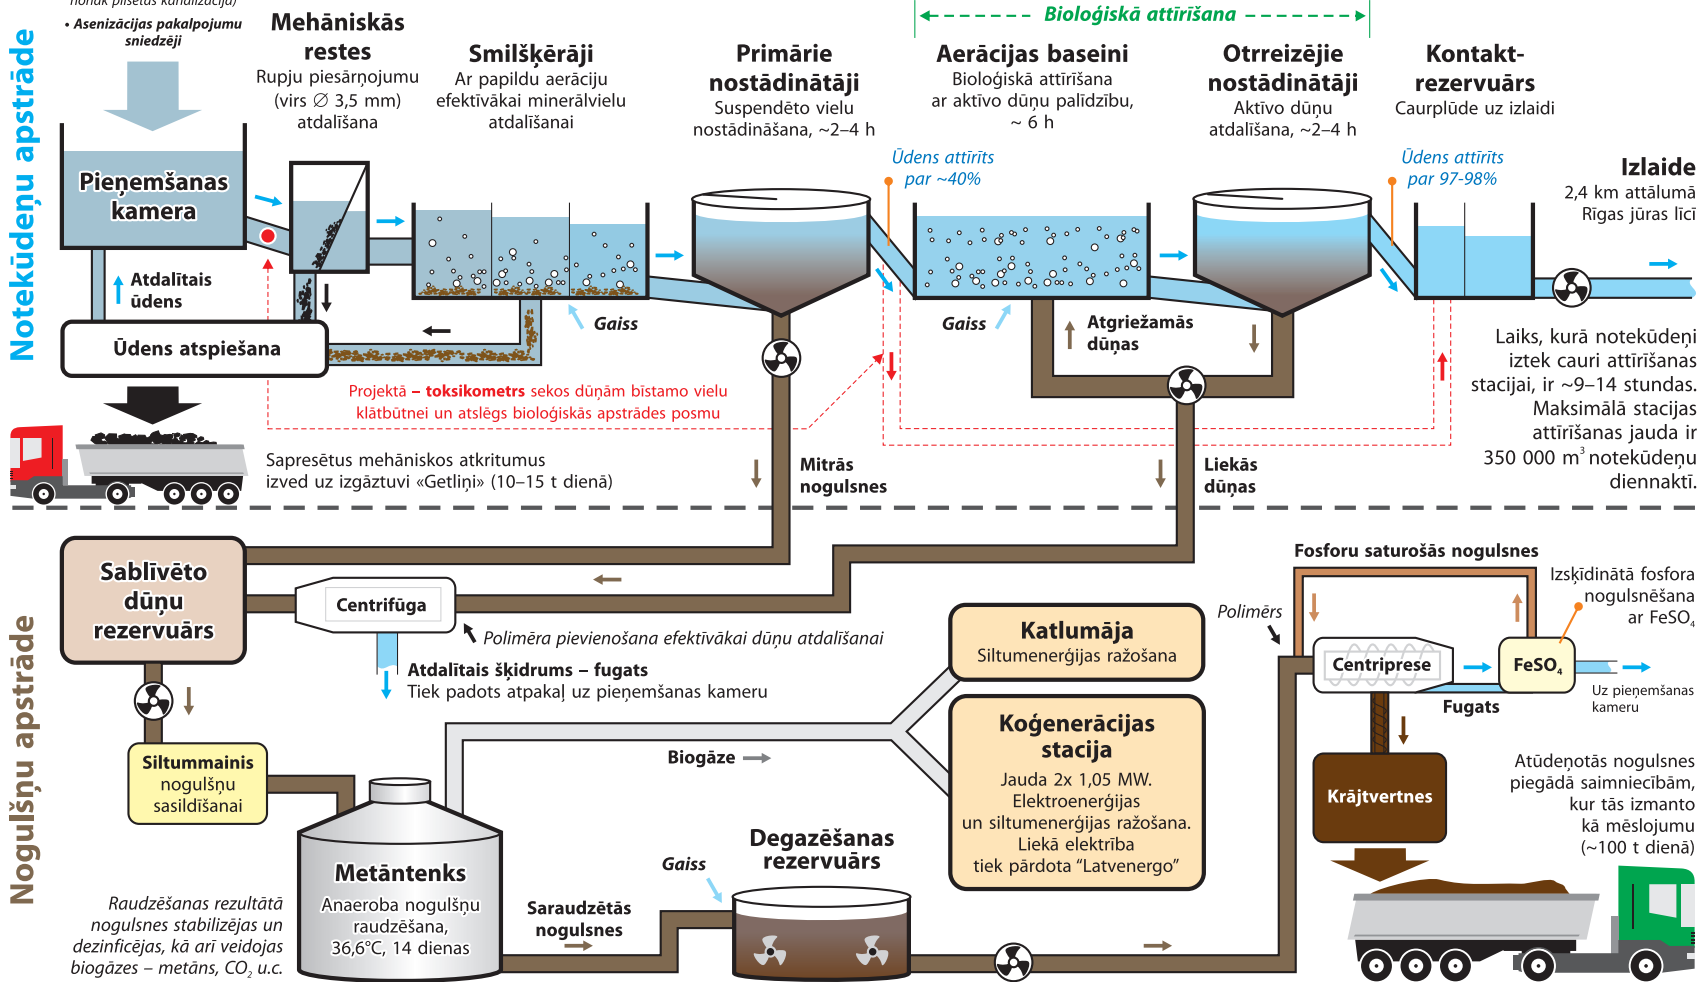 • Asenizācijas pakalpojumu
sniedzēji
Notekūdeņu apstrāde
Mehāniskās
restes
Rupju piesārņojumu
(virs ∅ 3,5 mm)
atdalīšana
Smilšķērāji
Ar papildu aerāciju
efektīvākai minerālvielu
atdalīšanai
Primārie
nostādinātāji
Suspendēto vielu
nostādināšana, ~2–4 h
Bioloģiskā attīrīšana
Aerācijas baseini
Bioloģiskā attīrīšana
ar aktīvo dūņu palīdzību,
~ 6 h
Otrreizējie
nostādinātāji
Aktīvo dūņu
atdalīšana, ~2–4 h
Kontakt-
rezervuārs
Caurplūde uz izlaidi
Ūdens attīrīts
par ~40%
Ūdens attīrīts
par 97-98%
Izlaide
2,4 km attālumā
Rīgas jūras līcī
Pieņemšanas
kamera
Atdalītais
ūdens
Ūdens atspiešana
Gaiss
Gaiss
Atgriežamās
dūņas
Projektā – toksikometrs sekos dūņām bīstamo vielu
klātbūtnei un atslēgs bioloģiskās apstrādes posmu
Laiks, kurā notekūdeņi
iztek cauri attīrīšanas
stacijai, ir ~9–14 stundas.
Maksimālā stacijas
attīrīšanas jauda ir
350 000 m³ notekūdeņu
diennaktī.
Sapresētus mehāniskos atkritumus
izved uz izgāztuvi «Getliņi» (10–15 t dienā)
Mitrās
nogulsnes
Liekās
dūņas
Nogulšņu apstrāde
Sablīvēto
dūņu
rezervuārs
Centrifūga
Polimēra pievienošana efektīvākai dūņu atdalīšanai
Atdalītais šķidrums – fugats
Tiek padots atpakaļ uz pieņemšanas kameru
Siltummainis
nogulšņu
sasildīšanai
Biogāze
Katlumāja
Siltumenerģijas ražošana
Koģenerācijas
stacija
Jauda 2x 1,05 MW.
Elektroenerģijas
un siltumenerģijas ražošana.
Liekā elektrība
tiek pārdota “Latvenergo”
Metāntenks
Anaeroba nogulšņu
raudzēšana,
36,6°C, 14 dienas
Raudzēšanas rezultātā
nogulsnes stabilizējas un
dezinficējas, kā arī veidojas
biogāzes – metāns, CO₂ u.c.
Saraudzētās
nogulsnes
Gaiss
Degazēšanas
rezervuārs
Fosforu saturošās nogulsnes
Polimērs
Izšķīdinātā fosfora
nogulsnēšana
ar FeSO₄
Centriprese
FeSO₄
Fugats
Uz pieņemšanas
kameru
Krājtvertnes
Atūdeņotās nogulsnes
piegādā saimniecībām,
kur tās izmanto
kā mēslojumu
(~100 t dienā)